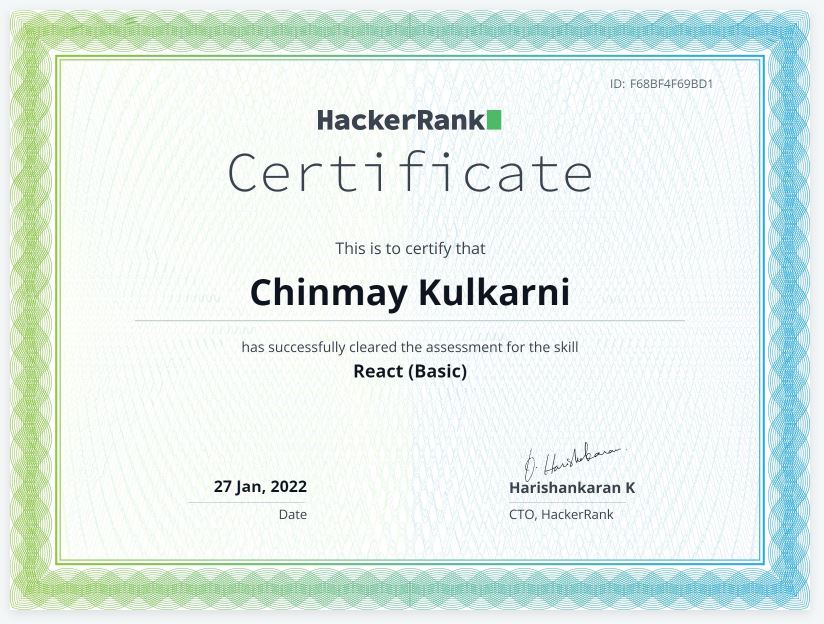 ID: F68BF4F69BD1
HackerRank
Certificate
This is to certify that
Chinmay Kulkarni
has successfully cleared the assessment for the skill
React (Basic)
O. Harishankaran.
27 Jan, 2022
Harishankaran K
Date
CTO, HackerRank